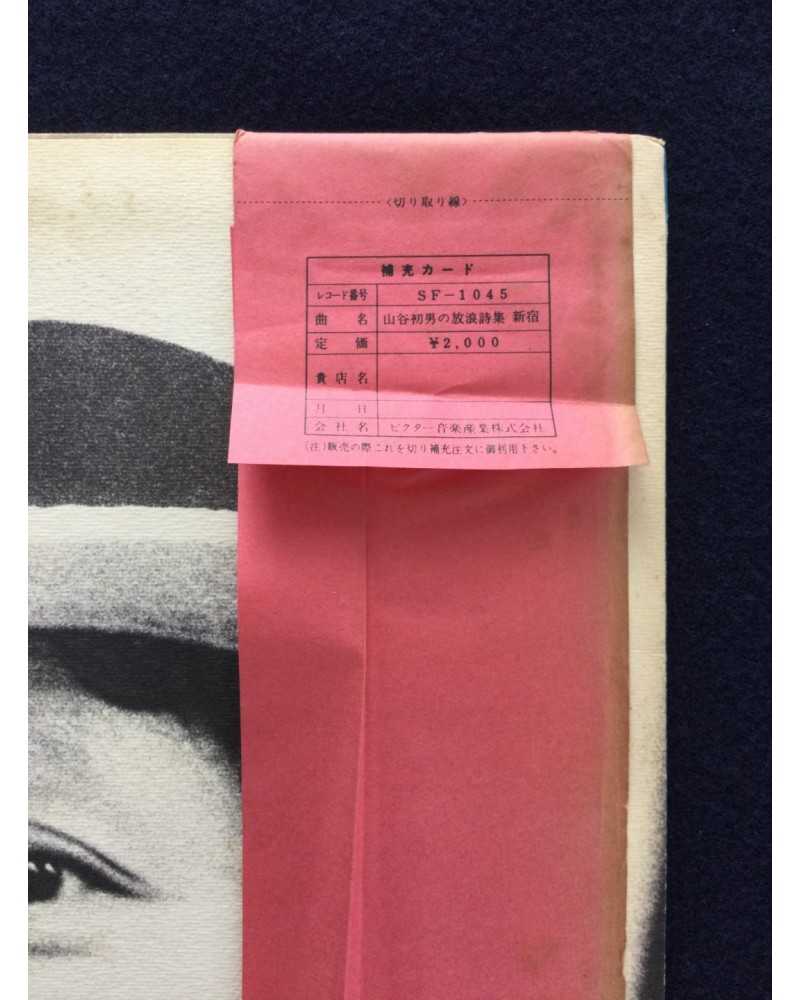 〈切り取り線〉
補充カード
レコード番号 SF-1045
曲名 山谷初男の放浪詩集 新宿
定価 ¥2,000
貴店名
月日
会社名 ビクター音楽産業株式会社
(注)販売の際これを切り補充注文に御利用下さい。